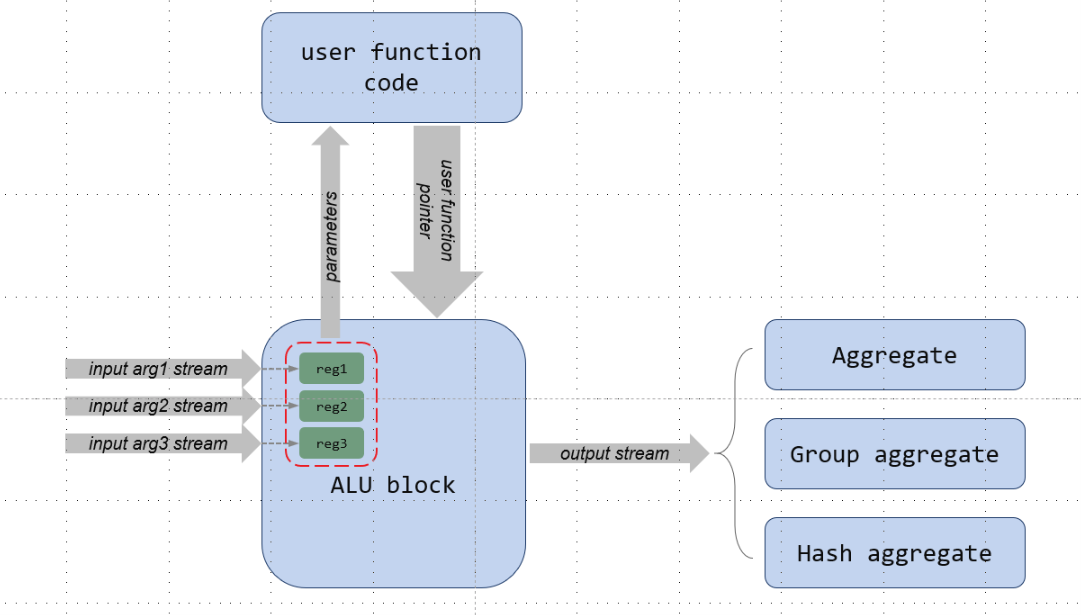 user function
code
parameters
user function
pointer
input arg1 stream
input arg2 stream
input arg3 stream
reg1
reg2
reg3
ALU block
output stream
Aggregate
Group aggregate
Hash aggregate